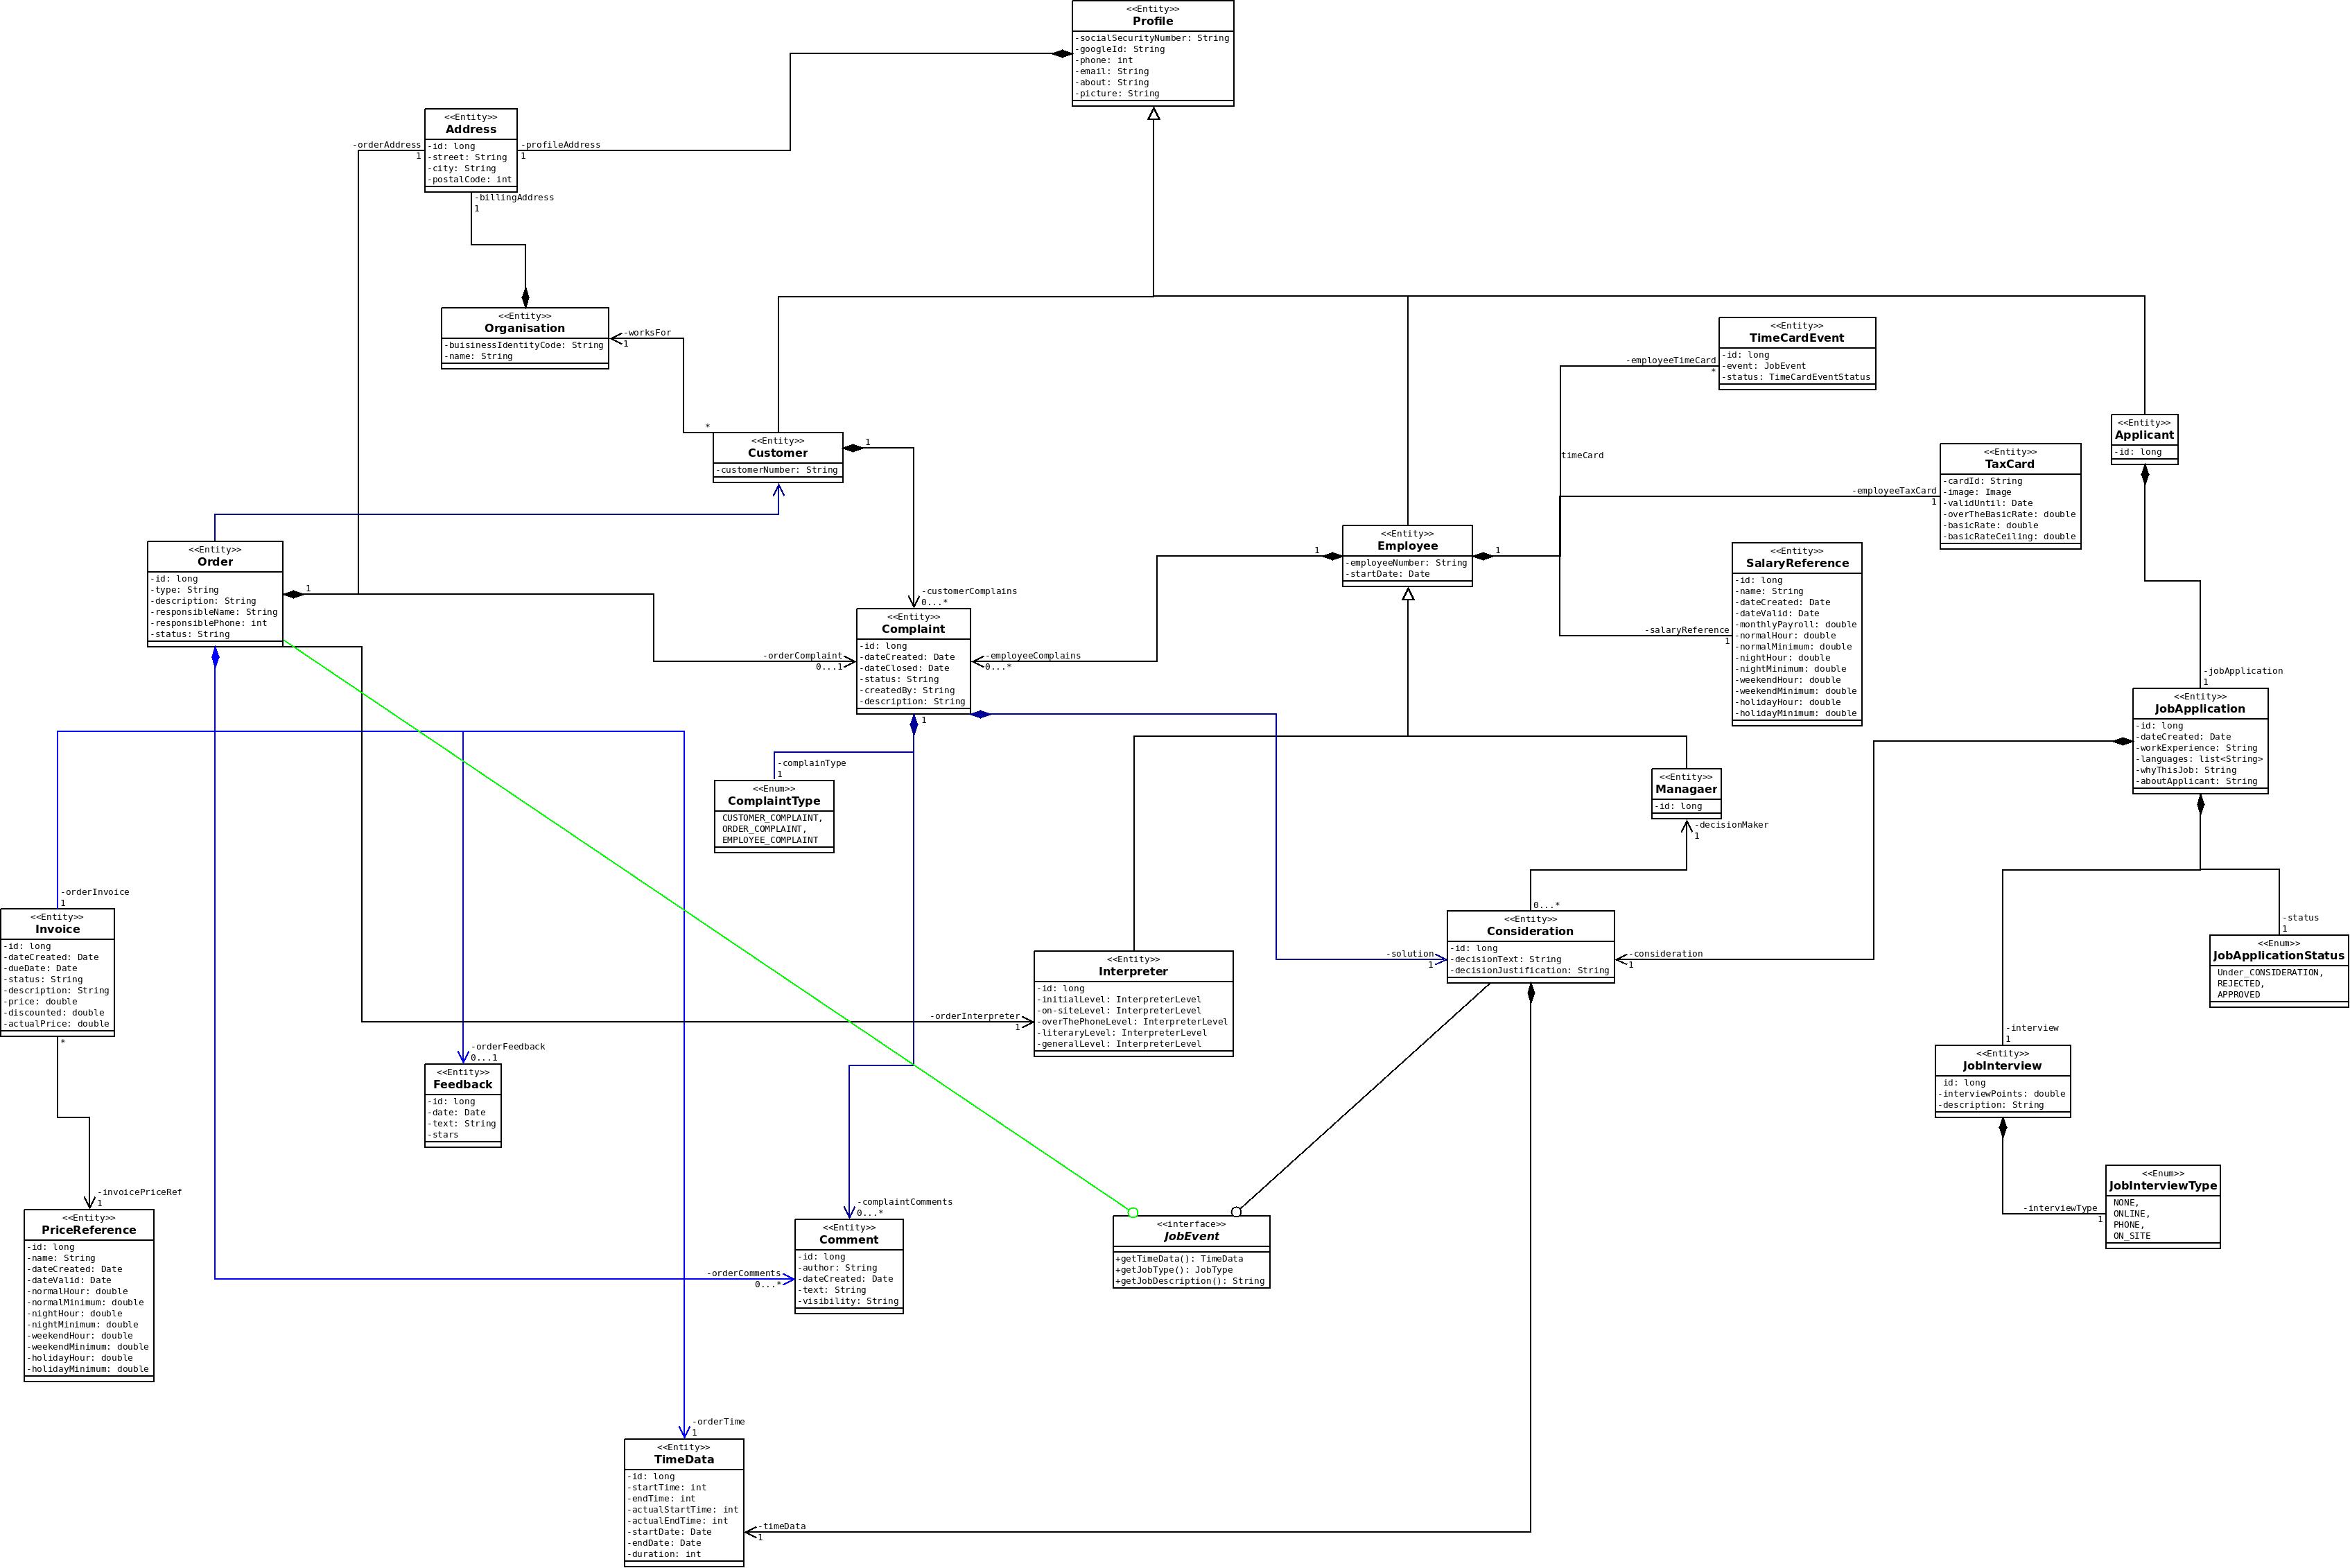 <<Entity>>
Profile
-socialSecurityNumber: String
-googleId: String
-phone: int
-email: String
-about: String
-picture: String
<<Entity>>
Address
-id: long
-street: String
-city: String
-postalCode: int
-orderAddress
1
-profileAddress
1
-billingAddress
1
<<Entity>>
Organisation
-buisinessIdentityCode: String
-name: String
-worksFor
1
*
<<Entity>>
Customer
-customerNumber: String
1
<<Entity>>
TimeCardEvent
-id: long
-event: JobEvent
-status: TimeCardEventStatus
-employeeTimeCard
*
timeCard
<<Entity>>
Applicant
-id: long
<<Entity>>
TaxCard
-cardId: String
-image: Image
-validUntil: Date
-overTheBasicRate: double
-basicRate: double
-basicRateCeiling: double
-employeeTaxCard
1
<<Entity>>
Employee
-employeeNumber: String
-startDate: Date
1
1
<<Entity>>
SalaryReference
-id: long
-name: String
-dateCreated: Date
-dateValid: Date
-monthlyPayroll: double
-normalHour: double
-normalMinimum: double
-nightHour: double
-nightMinimum: double
-weekendHour: double
-weekendMinimum: double
-holidayHour: double
-holidayMinimum: double
-salaryReference
1
<<Entity>>
Order
-id: long
-type: String
-description: String
-responsibleName: String
-responsiblePhone: int
-status: String
1
-customerComplains
0...*
<<Entity>>
Complaint
-id: long
-dateCreated: Date
-dateClosed: Date
-status: String
-createdBy: String
-description: String
-orderComplaint
0...1
-employeeComplains
0...*
1
-jobApplication
1
<<Entity>>
JobApplication
-id: long
-dateCreated: Date
-workExperience: String
-languages: list<String>
-whyThisJob: String
-aboutApplicant: String
-complainType
1
<<Enum>>
ComplaintType
CUSTOMER_COMPLAINT,
ORDER_COMPLAINT,
EMPLOYEE_COMPLAINT
<<Entity>>
Managaer
-id: long
-decisionMaker
1
-orderInvoice
1
<<Entity>>
Invoice
-id: long
-dateCreated: Date
-dueDate: Date
-status: String
-description: String
-price: double
-discounted: double
-actualPrice: double
*
0...*
<<Entity>>
Consideration
-id: long
-decisionText: String
-decisionJustification: String
-solution
1
-consideration
1
-status
1
<<Enum>>
JobApplicationStatus
Under_CONSIDERATION,
REJECTED,
APPROVED
<<Entity>>
Interpreter
-id: long
-initialLevel: InterpreterLevel
-on-siteLevel: InterpreterLevel
-overThePhoneLevel: InterpreterLevel
-literaryLevel: InterpreterLevel
-generalLevel: InterpreterLevel
-orderInterpreter
1
-orderFeedback
0...1
<<Entity>>
Feedback
-id: long
-date: Date
-text: String
-stars
-interview
1
<<Entity>>
JobInterview
id: long
-interviewPoints: double
-description: String
<<Enum>>
JobInterviewType
NONE,
ONLINE,
PHONE,
ON_SITE
-interviewType
1
-invoicePriceRef
1
<<Entity>>
PriceReference
-id: long
-name: String
-dateCreated: Date
-dateValid: Date
-normalHour: double
-normalMinimum: double
-nightHour: double
-nightMinimum: double
-weekendHour: double
-weekendMinimum: double
-holidayHour: double
-holidayMinimum: double
-complaintComments
0...*
<<Entity>>
Comment
-id: long
-author: String
-dateCreated: Date
-text: String
-visibility: String
-orderComments
0...*
<<interface>>
JobEvent
+getTimeData(): TimeData
+getJobType(): JobType
+getJobDescription(): String
-orderTime
1
<<Entity>>
TimeData
-id: long
-startTime: int
-endTime: int
-actualStartTime: int
-actualEndTime: int
-startDate: Date
-endDate: Date
-duration: int
-timeData
1